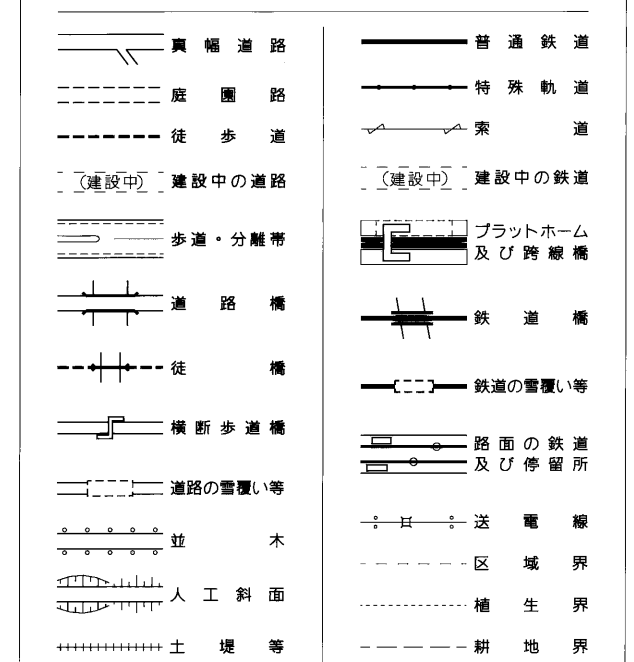 真幅道路
庭園路
徒歩道
(建設中) 建設中の道路
歩道・分離帯
道路橋
徒橋
横断歩道橋
道路の雪覆い等
並木
人工斜面
土堤等
普通鉄道
特殊軌道
索道
(建設中) 建設中の鉄道
プラットホーム
及び跨線橋
鉄道橋
鉄道の雪覆い等
路面の鉄道
及び停留所
送電線
区域界
植生界
耕地界